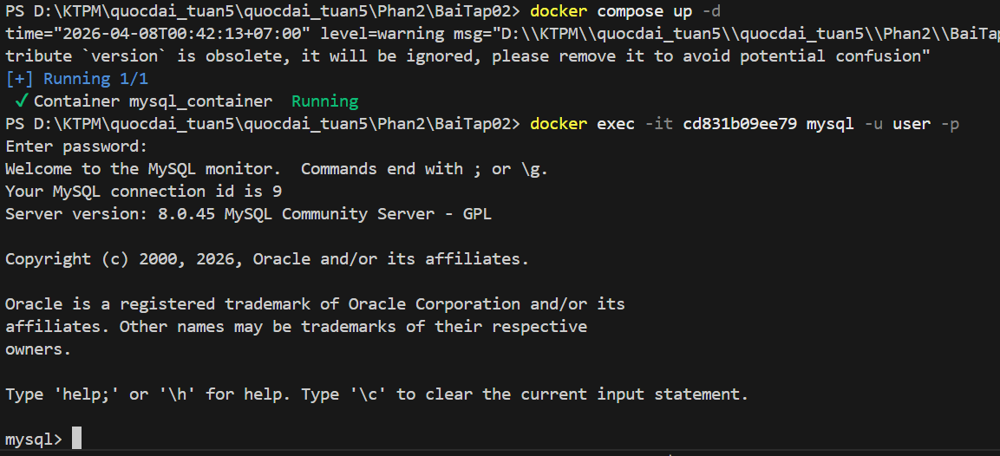 PS D:\KTPM\quocdai_tuan5\quocdai_tuan5\Phan2\BaiTap02> docker compose up -d
time="2026-04-08T00:42:13+07:00" level=warning msg="D:\\KTPM\\quocdai_tuan5\\quocdai_tuan5\\Phan2\\BaiTap
tribute `version` is obsolete, it will be ignored, please remove it to avoid potential confusion"
[+] Running 1/1
✓ Container mysql_container Running
PS D:\KTPM\quocdai_tuan5\quocdai_tuan5\Phan2\BaiTap02> docker exec -it cd831b09ee79 mysql -u user -p
Enter password:
Welcome to the MySQL monitor.  Commands end with ; or \g.
Your MySQL connection id is 9
Server version: 8.0.45 MySQL Community Server - GPL

Copyright (c) 2000, 2026, Oracle and/or its affiliates.

Oracle is a registered trademark of Oracle Corporation and/or its
affiliates. Other names may be trademarks of their respective
owners.

Type 'help;' or '\h' for help. Type '\c' to clear the current input statement.

mysql>